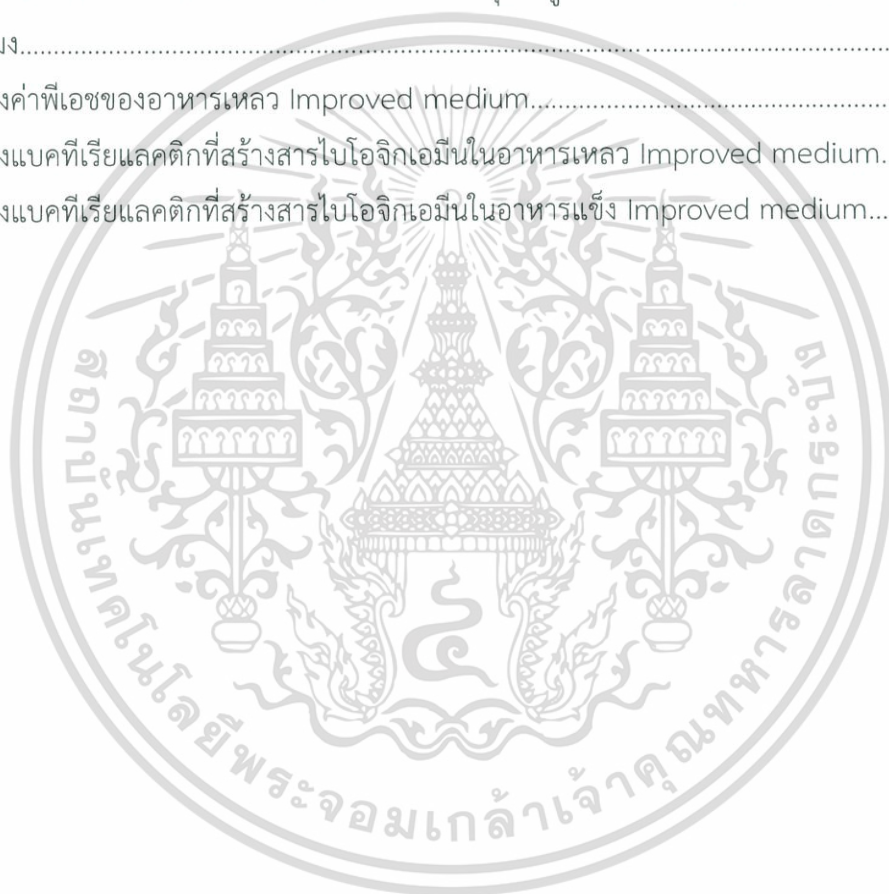 มง
งค่าพีเอชของอาหารเหลว Improved medium
งแบคทีเรียแลคติกที่สร้างสารไบโอจิกเอมีนในอาหารเหลว Improved medium.
งแบคทีเรียแลคติกที่สร้างสารไบโอจิกเอมีนในอาหารแข็ง Improved medium
สถาบันเทคโนโลยีพระจอมเกล้าเจ้าคุณทหารลาดกระบัง